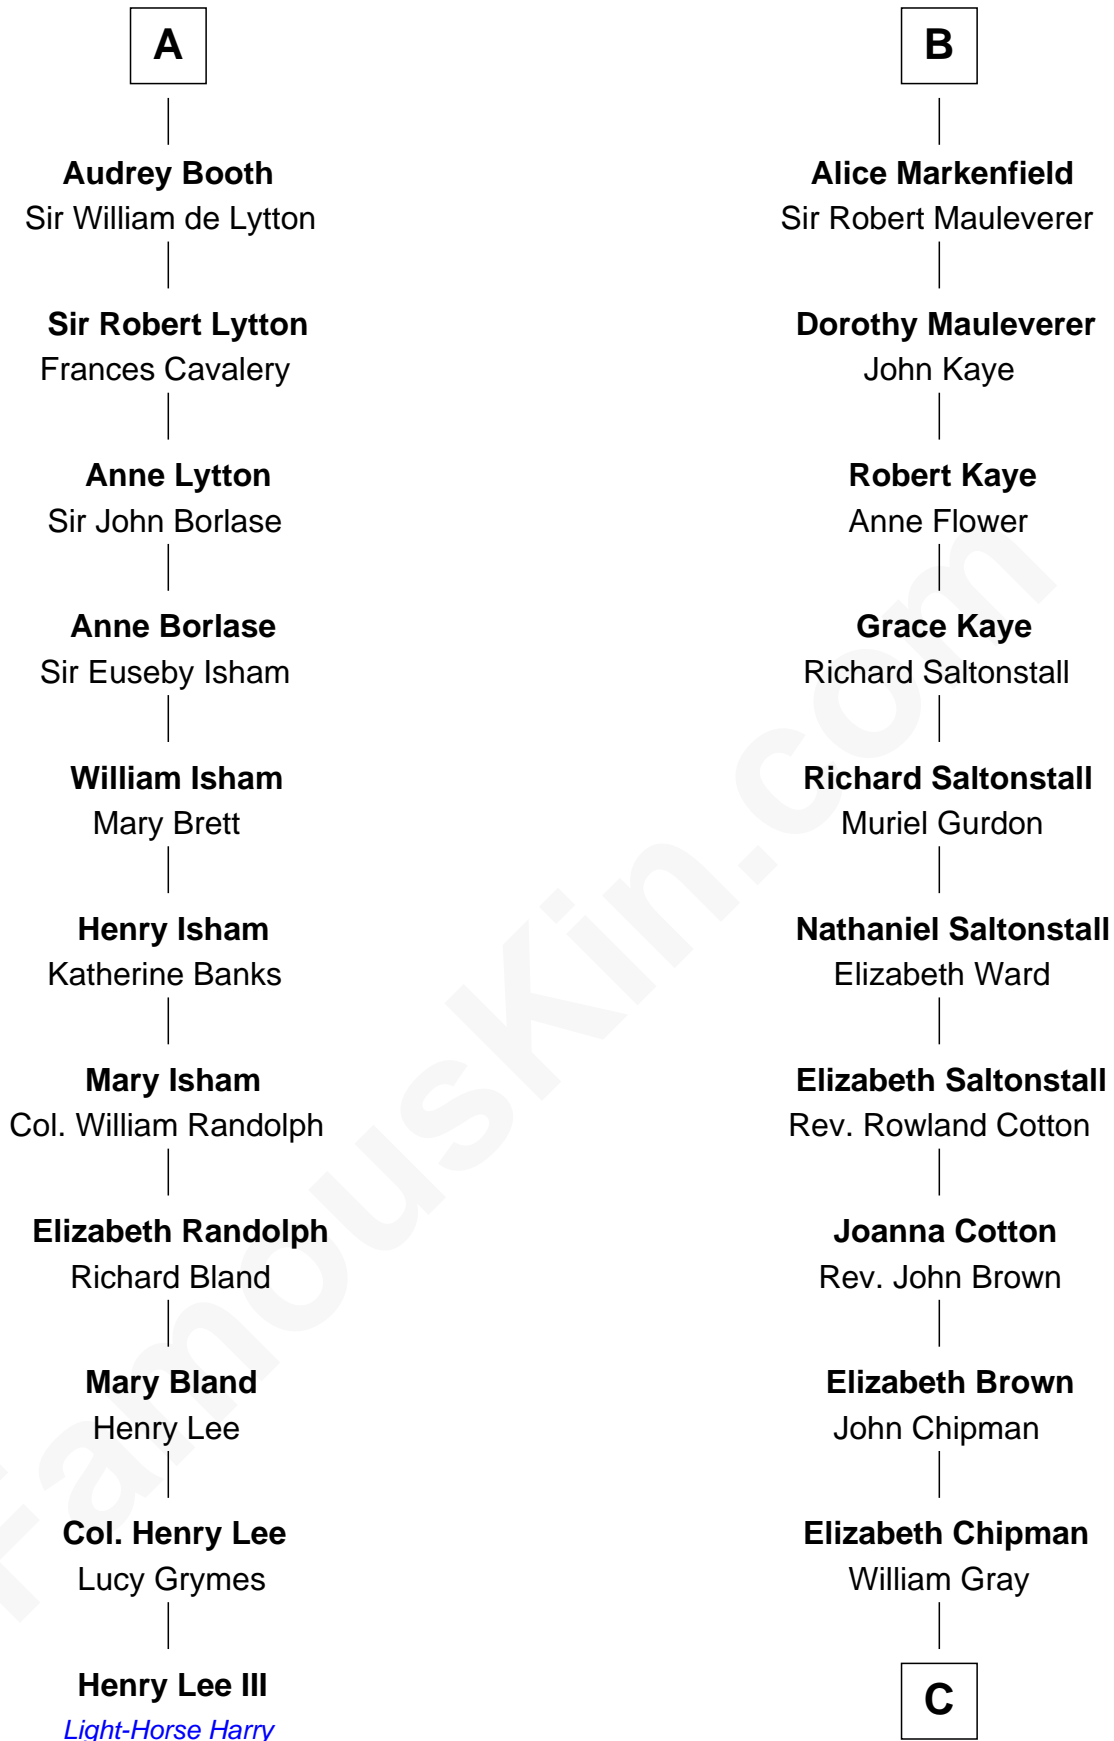 A
Audrey Booth
Sir William de Lytton
Sir Robert Lytton
Frances Cavalery
Anne Lytton
Sir John Borlase
Anne Borlase
Sir Euseby Isham
William Isham
Mary Brett
Henry Isham
Katherine Banks
Mary Isham
Col. William Randolph
Elizabeth Randolph
Richard Bland
Mary Bland
Henry Lee
Col. Henry Lee
Lucy Grymes
Henry Lee III
Light-Horse Harry
B
Alice Markenfield
Sir Robert Mauleverer
Dorothy Mauleverer
John Kaye
Robert Kaye
Anne Flower
Grace Kaye
Richard Saltonstall
Richard Saltonstall
Muriel Gurdon
Nathaniel Saltonstall
Elizabeth Ward
Elizabeth Saltonstall
Rev. Rowland Cotton
Joanna Cotton
Rev. John Brown
Elizabeth Brown
John Chipman
Elizabeth Chipman
William Gray
C
FamousKin.com